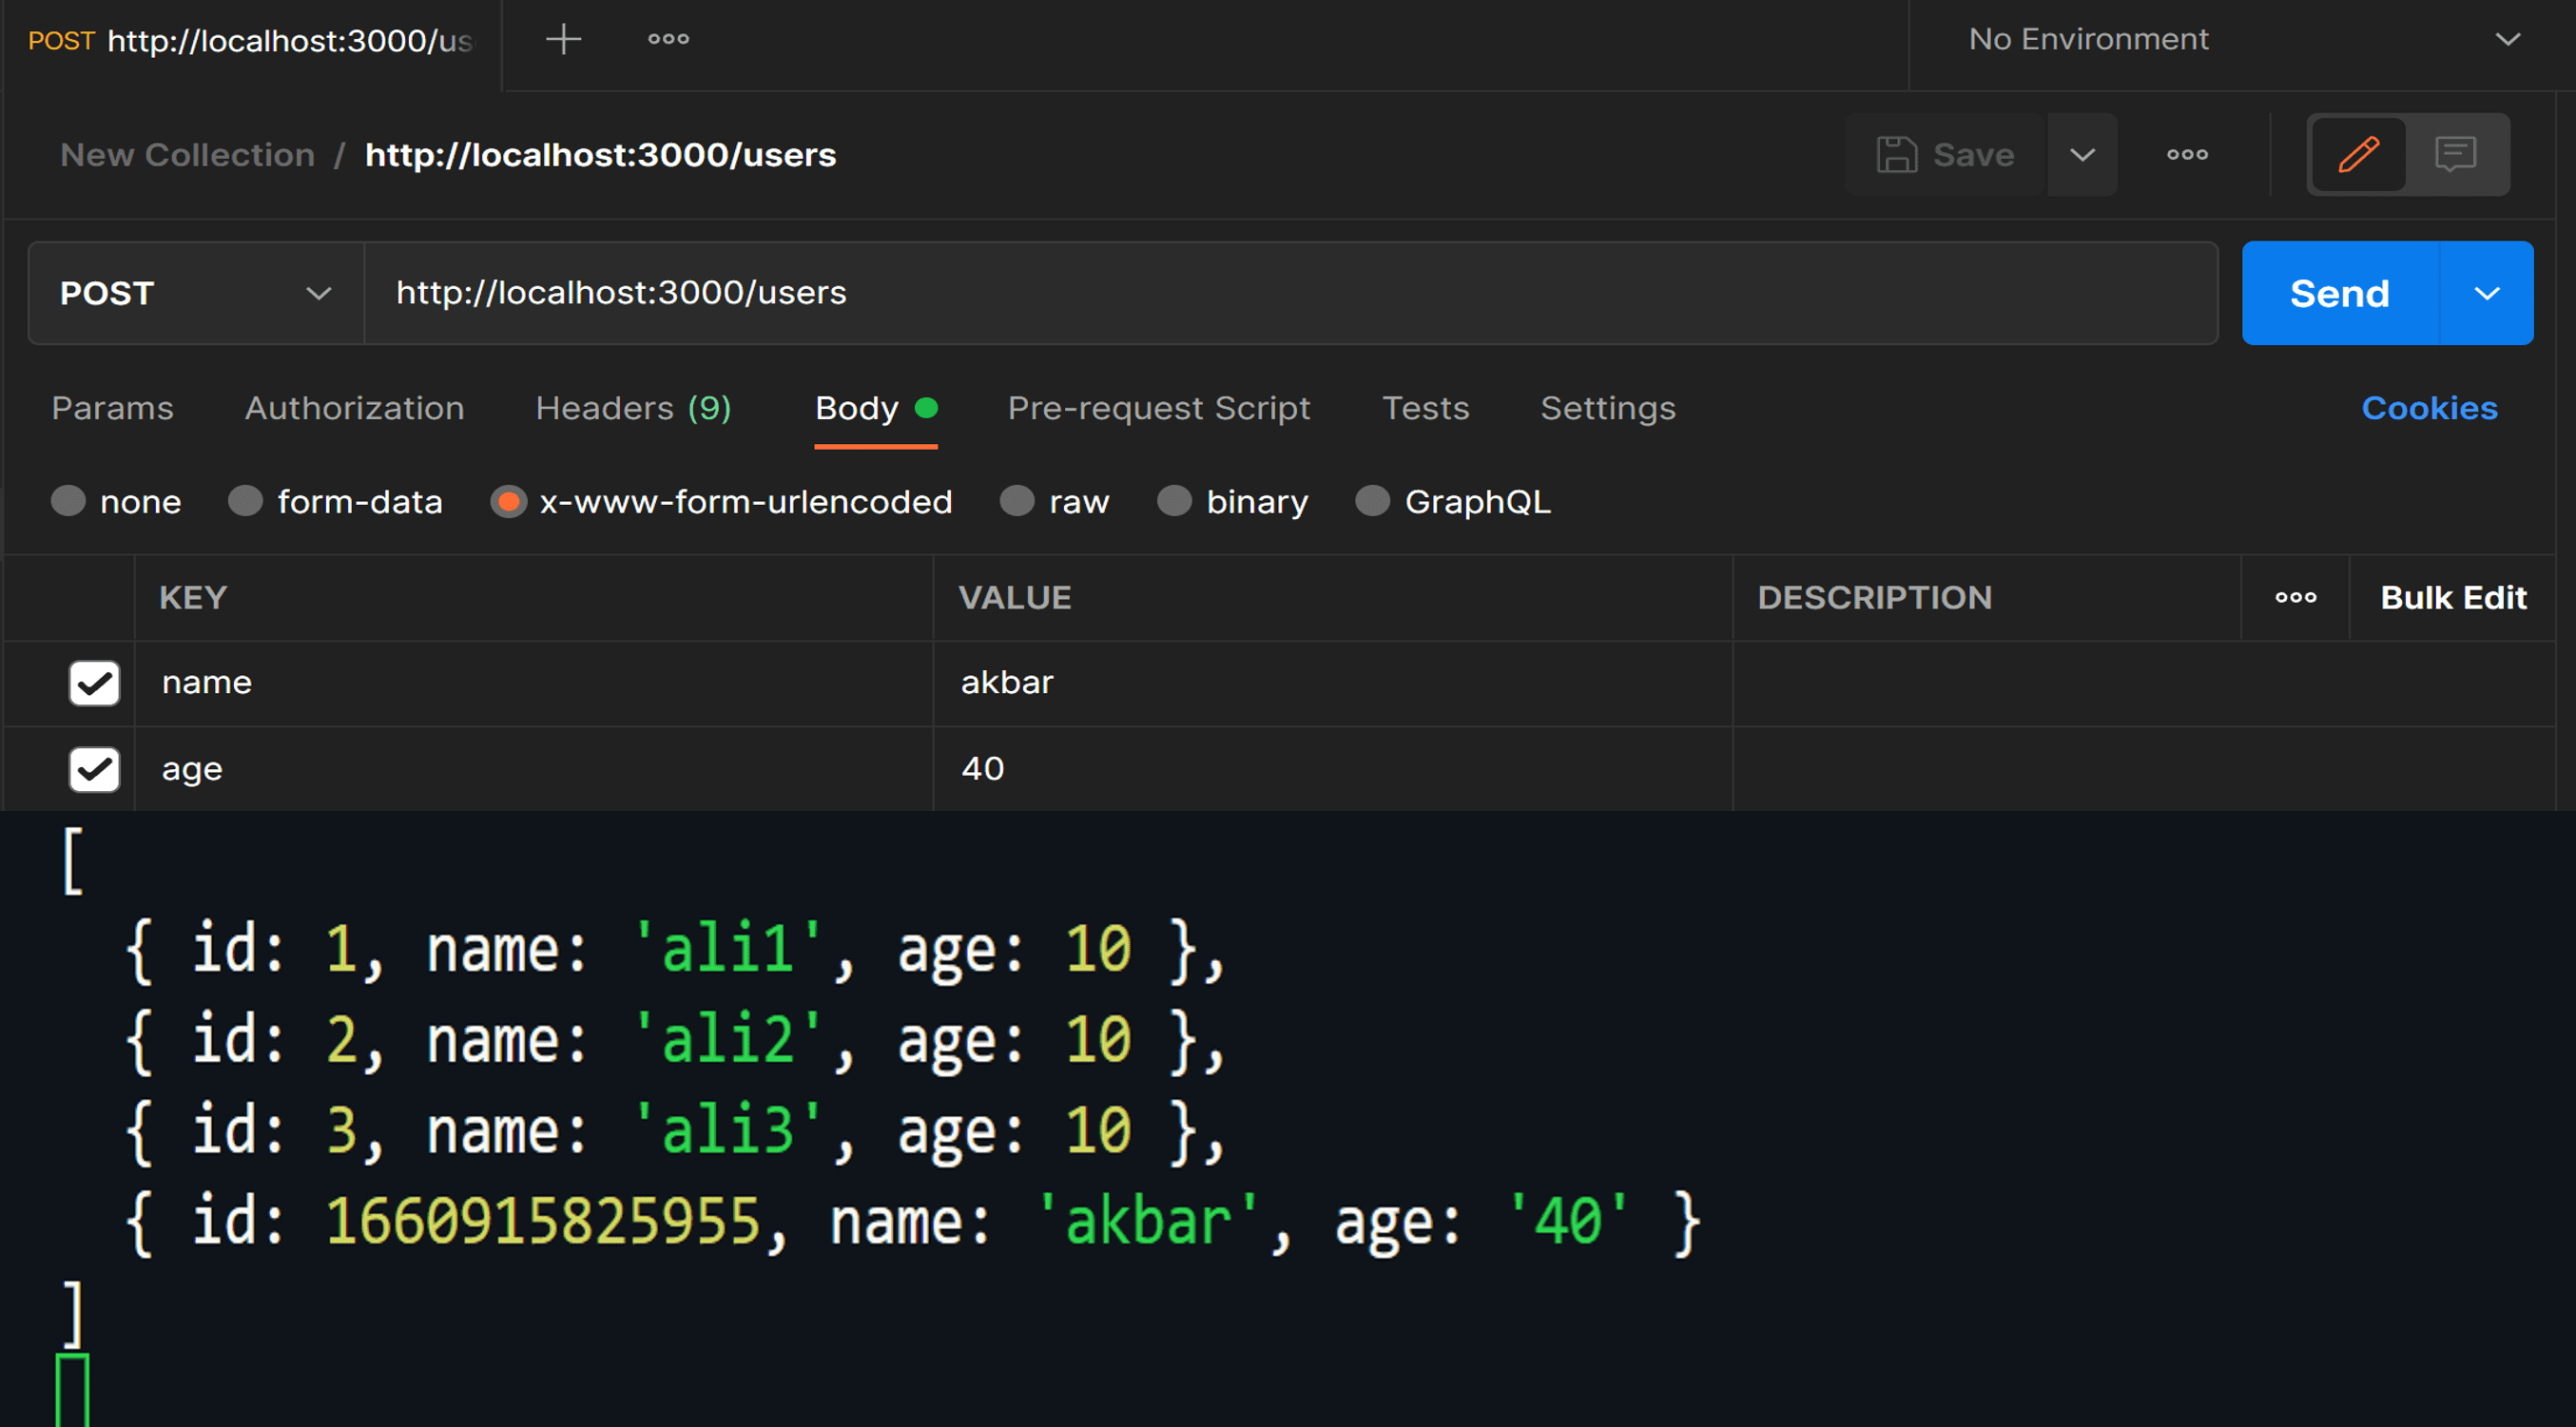 POST http://localhost:3000/us
No Environment
New Collection / http://localhost:3000/users
Save
POST http://localhost:3000/users Send
Params Authorization Headers (9) Body Pre-request Script Tests Settings Cookies
none form-data x-www-form-urlencoded raw binary GraphQL
KEY VALUE DESCRIPTION Bulk Edit
name akbar
age 40
[
{ id: 1, name: 'ali1', age: 10 },
{ id: 2, name: 'ali2', age: 10 },
{ id: 3, name: 'ali3', age: 10 },
{ id: 1660915825955, name: 'akbar', age: '40' }
]